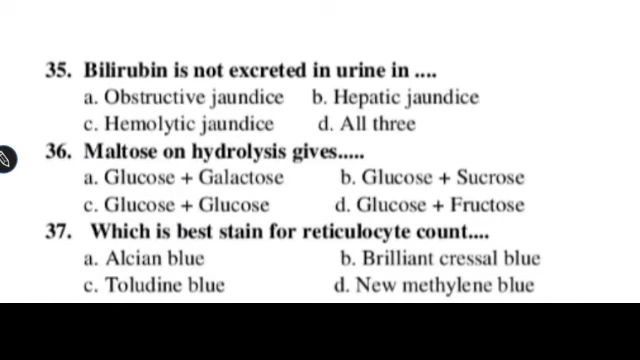 35. Bilirubin is not excreted in urine in ....
a. Obstructive jaundice b. Hepatic jaundice
c. Hemolytic jaundice d. All three
36. Maltose on hydrolysis gives.....
a. Glucose + Galactose b. Glucose + Sucrose
c. Glucose + Glucose d. Glucose + Fructose
37. Which is best stain for reticulocyte count....
a. Alcian blue b. Brilliant cressal blue
c. Toludine blue d. New methylene blue